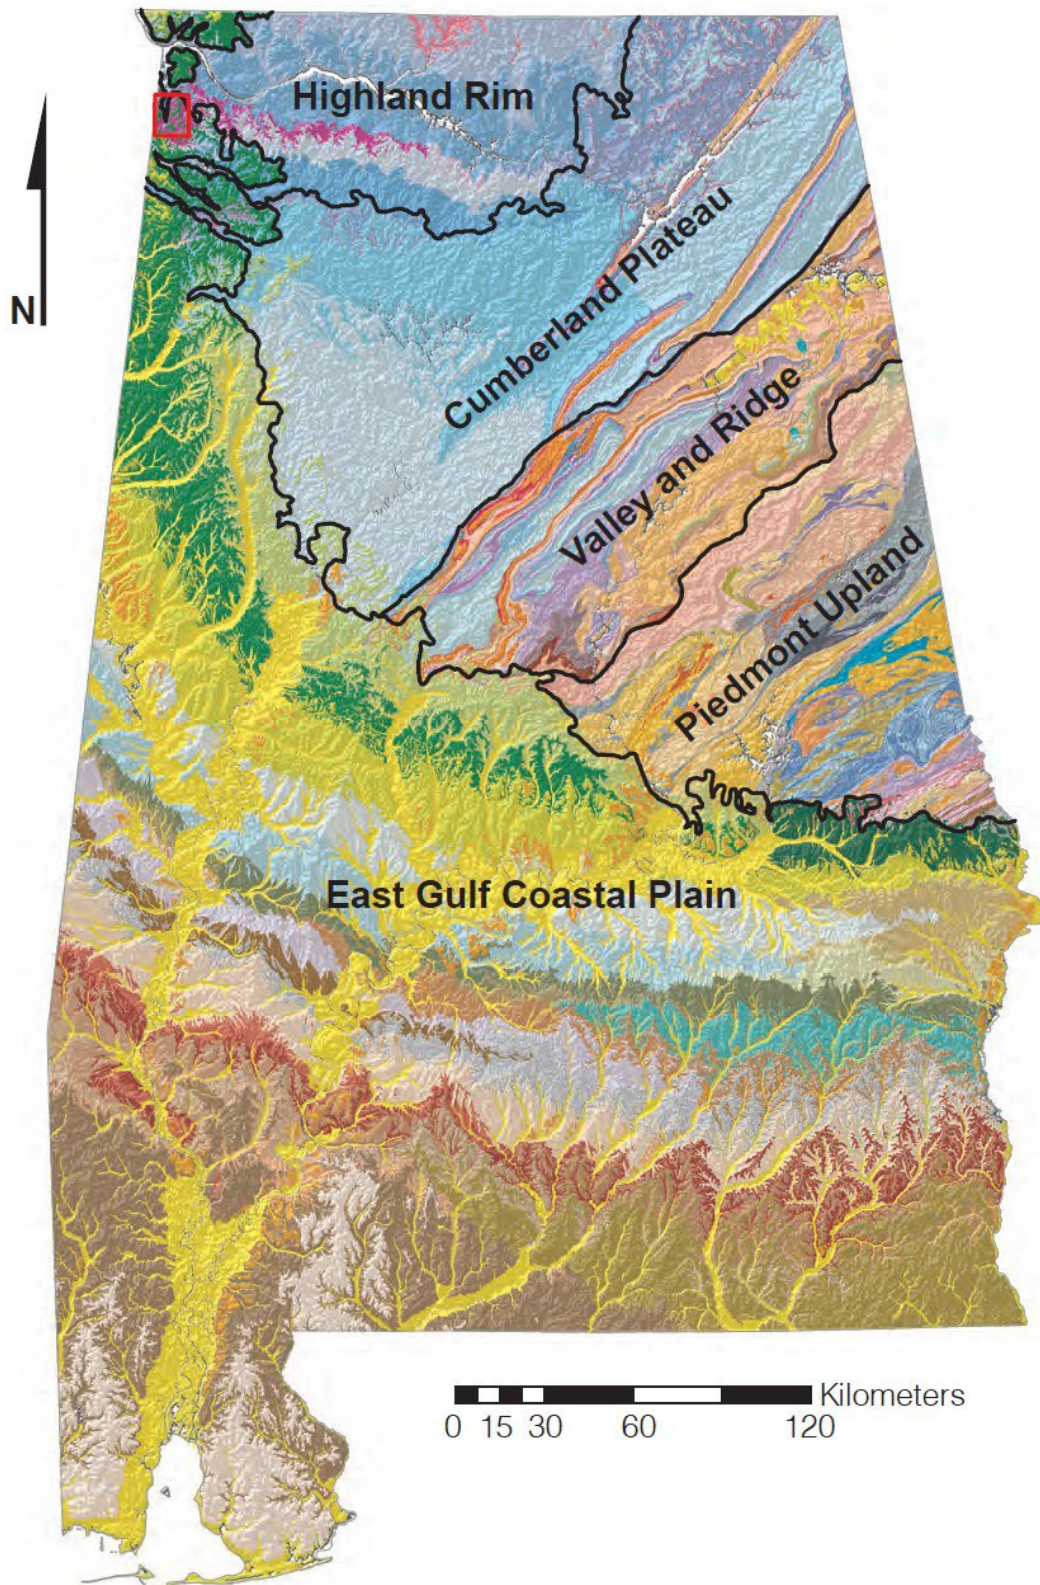 Highland Rim
N
Cumberland Plateau
Valley and Ridge
Piedmont Upland
East Gulf Coastal Plain
Kilometers
0 15 30 60 120